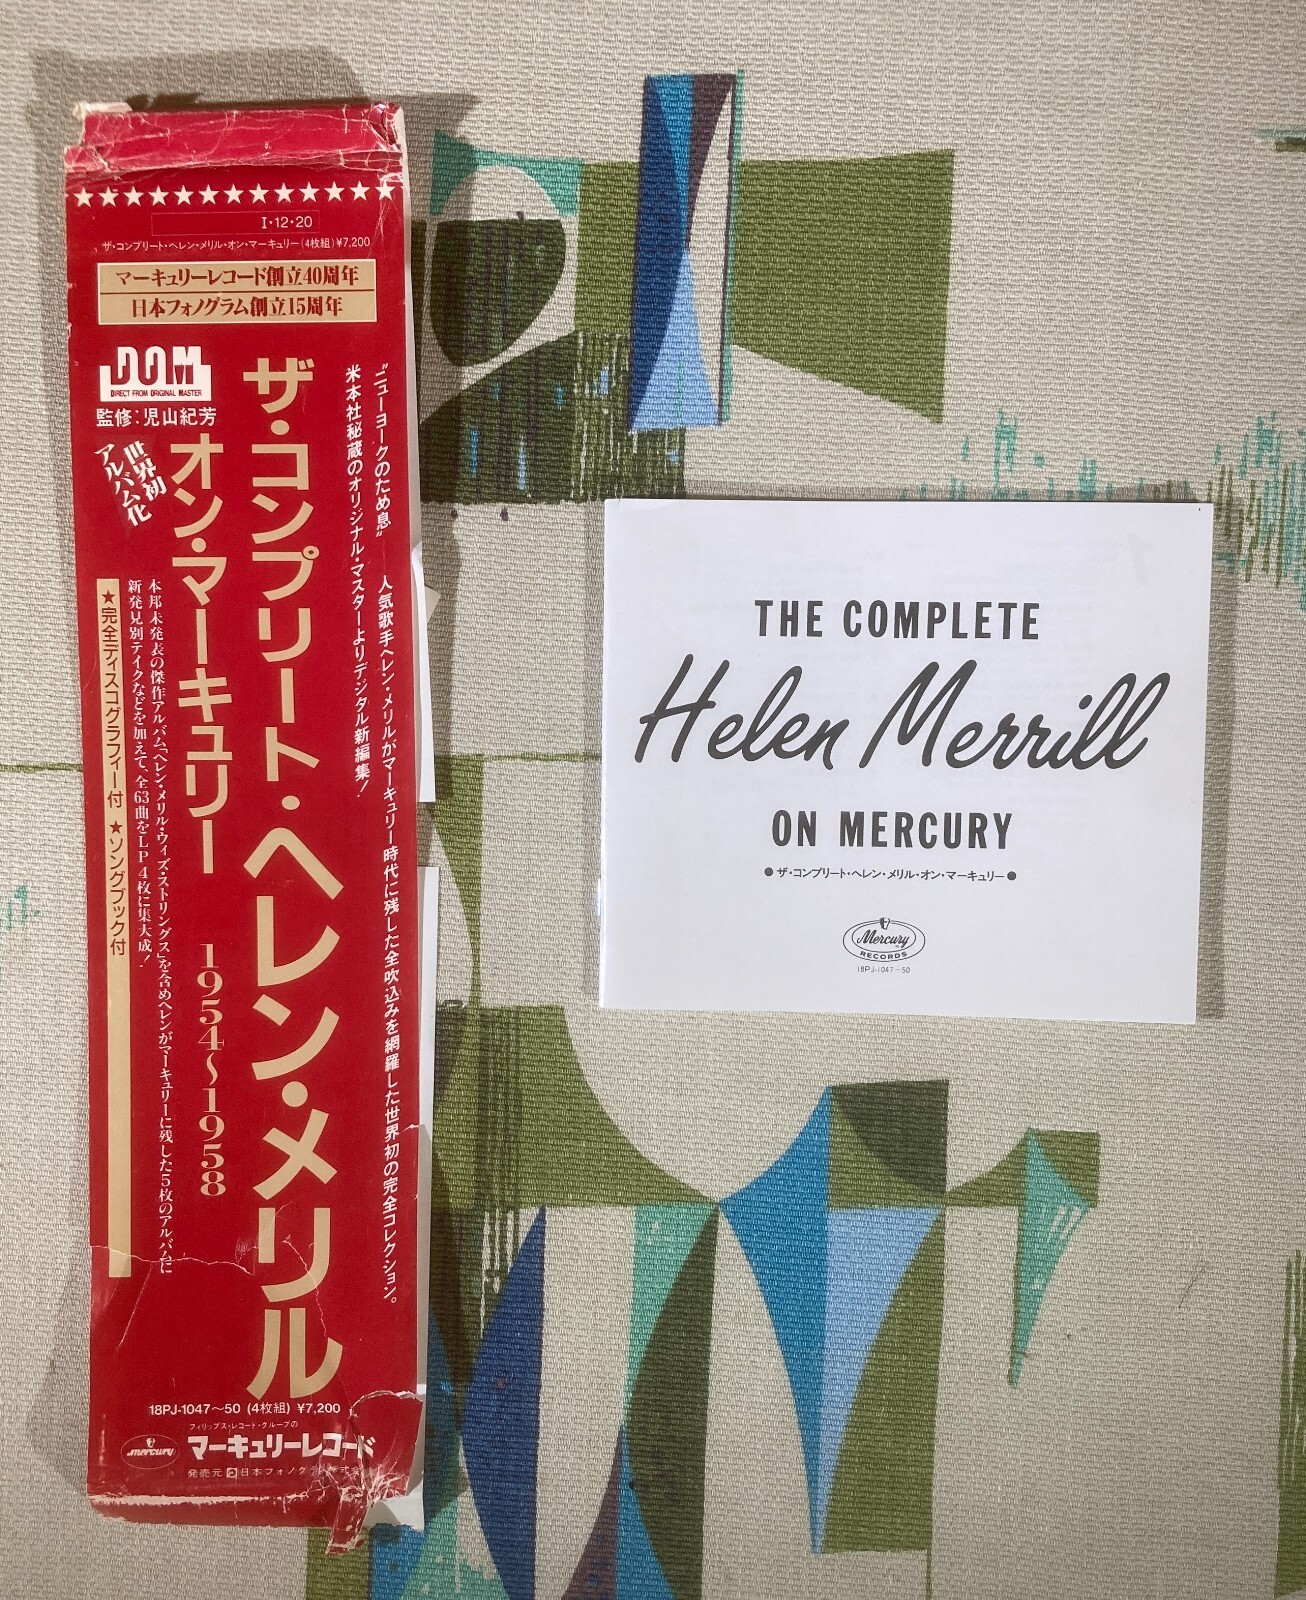 ★★★★★★★★★★★★★
I・12・20
ザ・コンプリート・ヘレン・メリル・オン・マーキュリー(4枚組)¥7,200
マーキュリーレコード創立40周年
日本フォノグラム創立15周年
DOM
DIRECT FROM ORIGINAL MASTER
監修:児山紀芳
"ニューヨークのため息" 人気歌手ヘレン・メリルがマーキュリー時代に残した全吹込みを網羅した世界初の完全コレクション。
米本社秘蔵のオリジナル・マスターよりデジタル新編集!
ザ・コンプリート・ヘレン・メリル
オン・マーキュリー 1954〜1958
世界初
アルバム化
本邦未発表の傑作アルバム「ヘレン・メリル・ウィズ・ストリングス」を含めヘレンがマーキュリーに残した5枚のアルバムに
新発見別テイクなどを加えて、全63曲をLP4枚に集大成!
★完全ディスコグラフィー付 ★ソングブック付
18PJ-1047〜50 (4枚組) ¥7,200
フィリップス・レコード・グループの
mercury
マーキュリーレコード
発売元 日本フォノグラ
THE COMPLETE
Helen Merrill
ON MERCURY
●ザ・コンプリート・ヘレン・メリル・オン・マーキュリー●
Mercury
RECORDS
18PJ-1047〜50